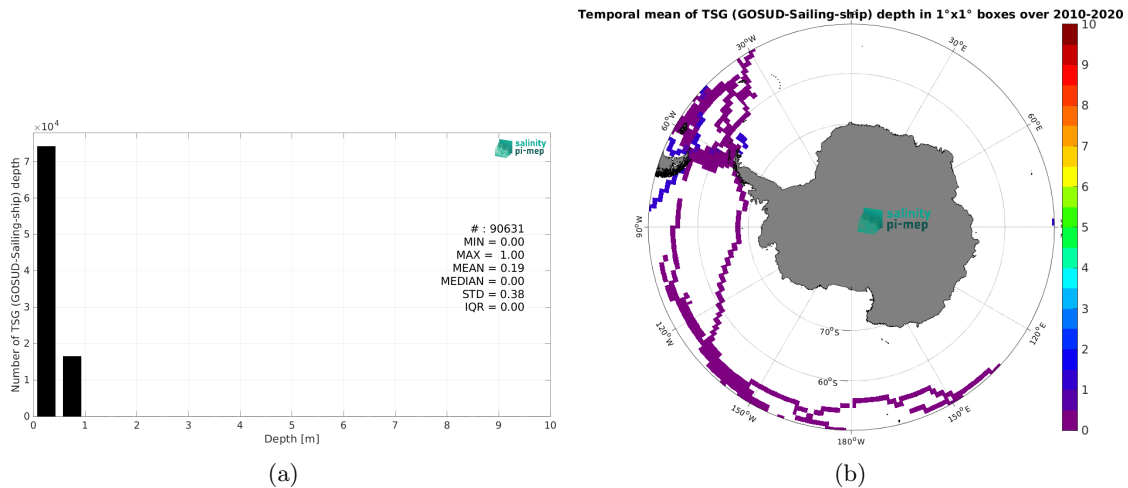 Temporal mean of TSG (GOSUD-Sailing-ship) depth in 1°x1° boxes over 2010-2020
×10⁴
salinity
pi-mep
# : 90631
MIN = 0.00
MAX = 1.00
MEAN = 0.19
MEDIAN = 0.00
STD = 0.38
IQR = 0.00
Number of TSG (GOSUD-Sailing-ship) depth
7
6
5
4
3
2
1
0
0 1 2 3 4 5 6 7 8 9 10
Depth [m]
(a)
30°W
30°E
60°W
60°E
90°W
salinity
pi-mep
120°W
120°E
70°S
60°S
150°W
150°E
180°W
10
9
8
7
6
5
4
3
2
1
0
(b)